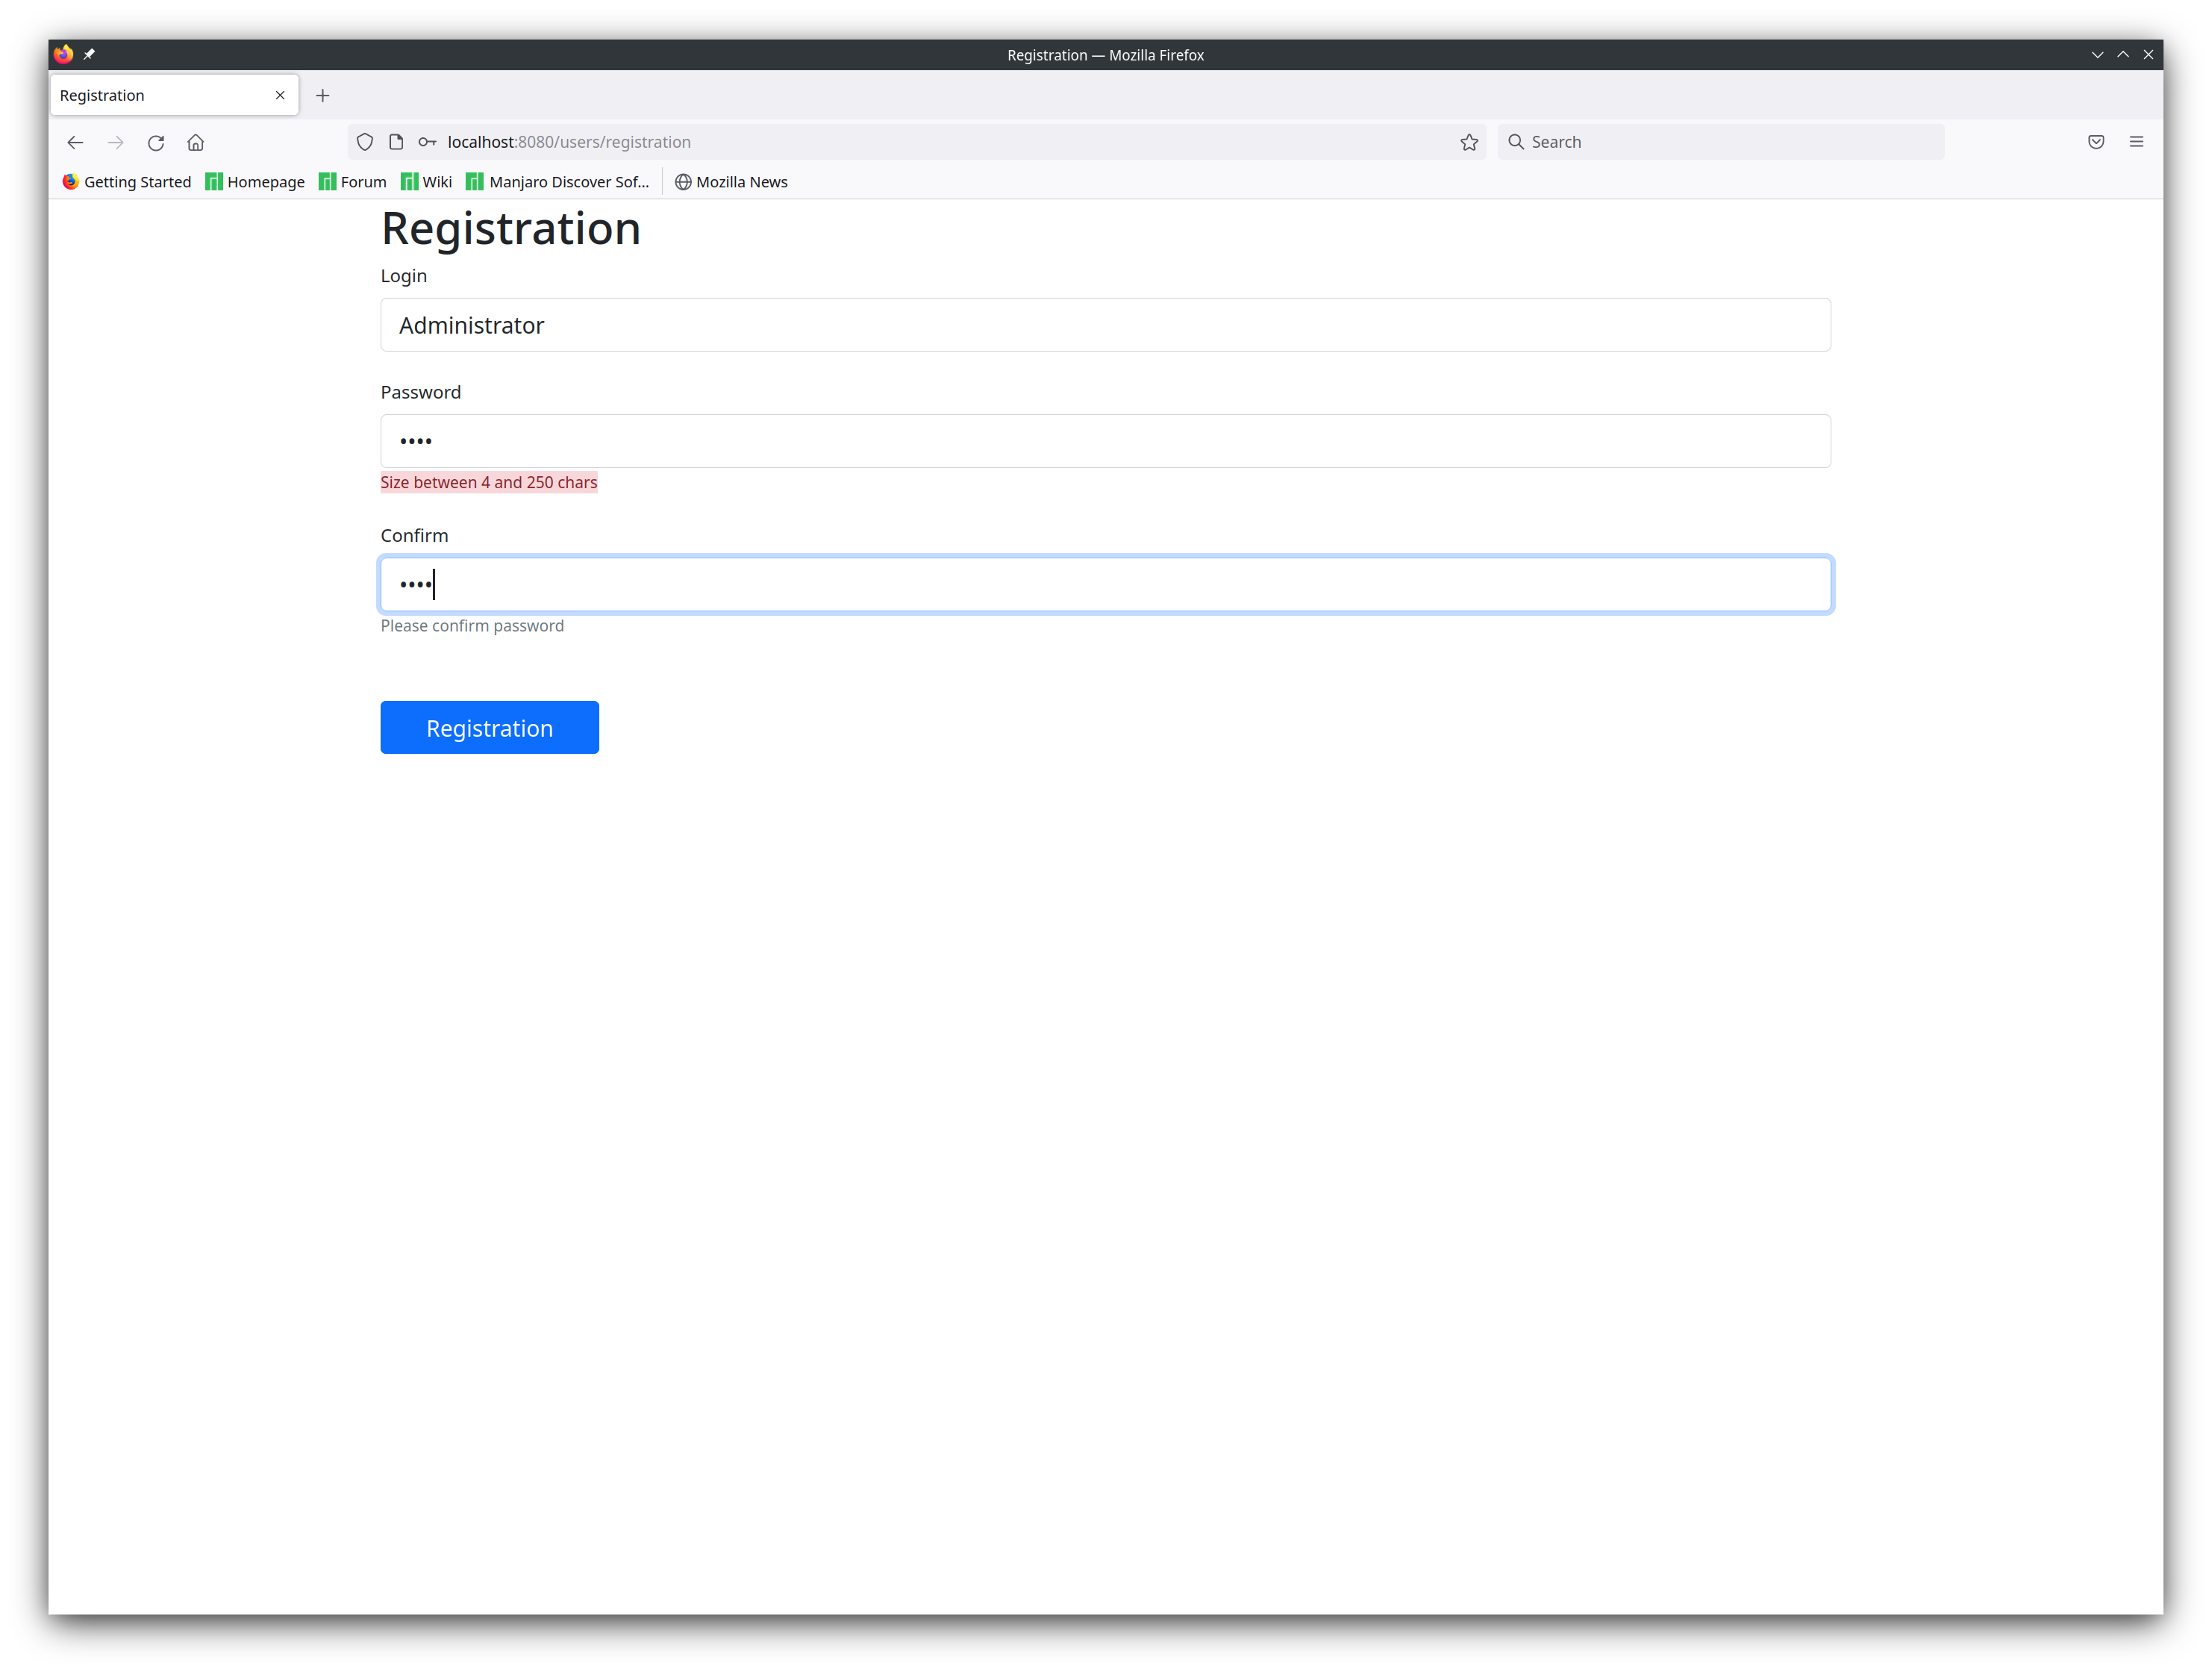 Registration — Mozilla Firefox
Registration
localhost:8080/users/registration
Search
Getting Started Homepage Forum Wiki Manjaro Discover Sof... Mozilla News
Registration
Login
Administrator
Password
••••
Size between 4 and 250 chars
Confirm
••••
Please confirm password
Registration